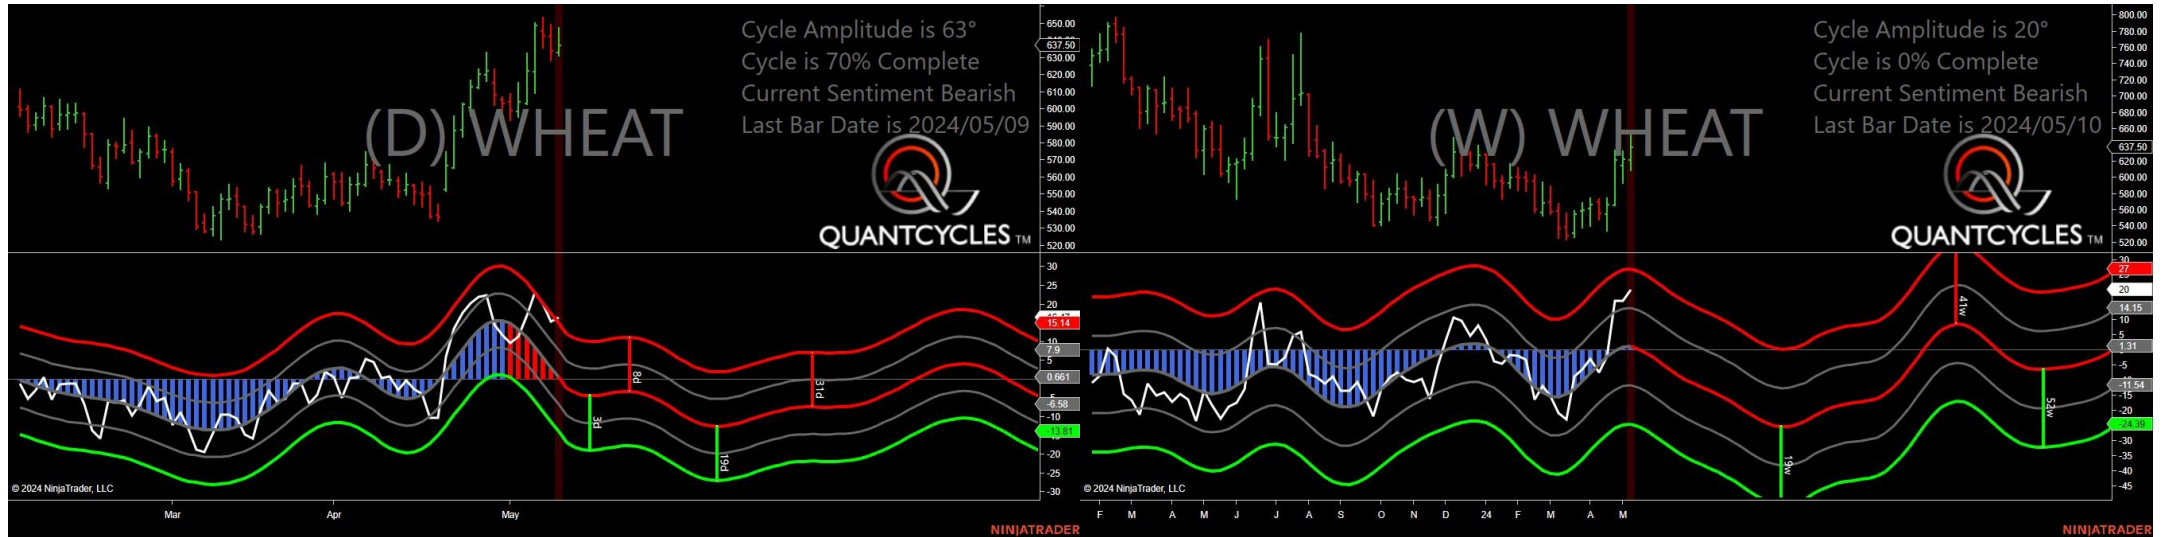 Cycle Amplitude is 63°
Cycle is 70% Complete
Current Sentiment Bearish
Last Bar Date is 2024/05/09
(D) WHEAT
QUANTCYCLES TM
650.00
637.50
630.00
620.00
610.00
600.00
590.00
580.00
570.00
560.00
550.00
540.00
530.00
520.00
30
25
20
15.14
10
7.9
5
0.661
-6.58
-10
-13.81
-20
-25
-30
3d
8d
19d
31d
© 2024 NinjaTrader, LLC
Mar Apr May
NINJATRADER
Cycle Amplitude is 20°
Cycle is 0% Complete
Current Sentiment Bearish
Last Bar Date is 2024/05/10
(W) WHEAT
QUANTCYCLES TM
800.00
780.00
760.00
740.00
720.00
700.00
680.00
660.00
637.50
620.00
600.00
580.00
560.00
540.00
520.00
30
27
20
14.15
10
5
1.31
-5
-11.54
-15
-20
-24.39
-30
-35
-40
-45
19w
41w
52w
© 2024 NinjaTrader, LLC
F M A M J J A S O N D 24 F M A M
NINJATRADER